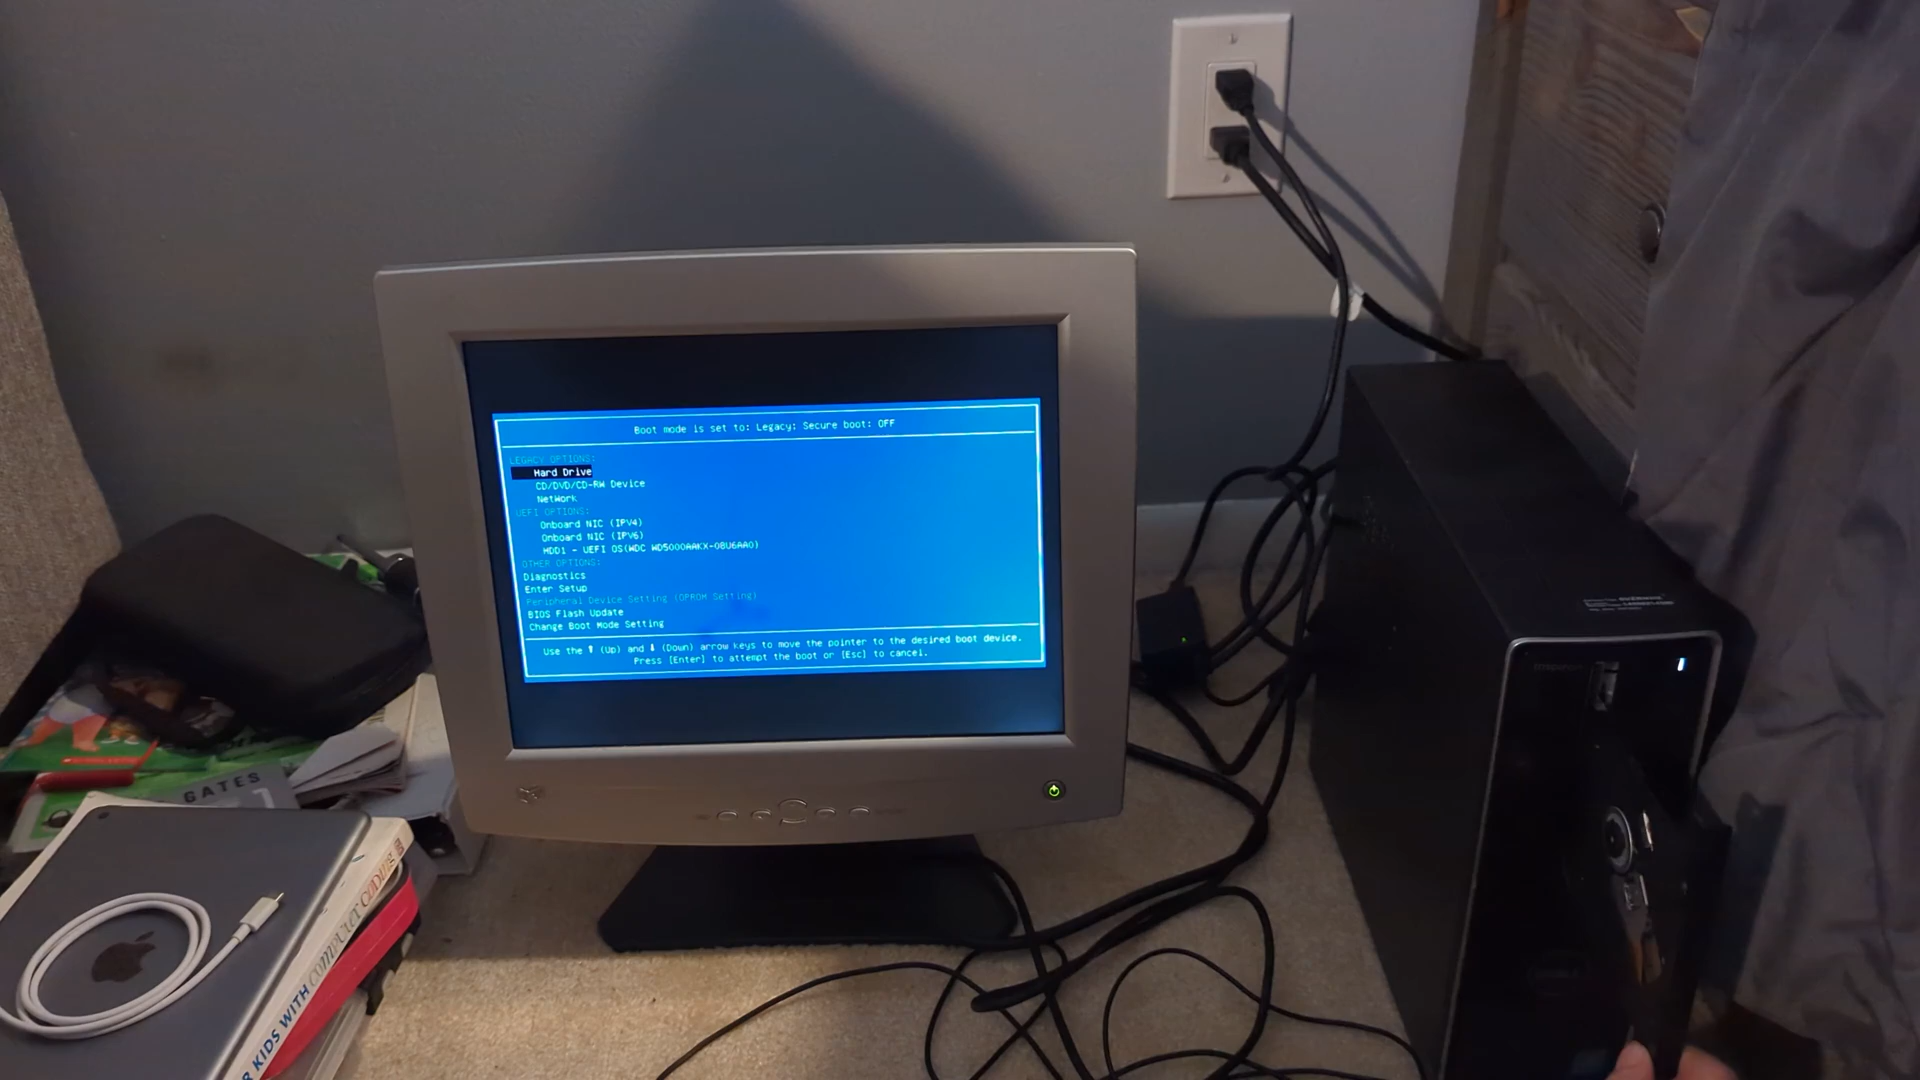 Boot mode is set to: Legacy; Secure boot: OFF
LEGACY OPTIONS:
Hard Drive
CD/DVD/CD-RW Device
Network
UEFI OPTIONS:
Onboard NIC (IPV4)
Onboard NIC (IPV6)
HDD1 - UEFI OS(WDC WD5000AAKX-08U6AA0)
OTHER OPTIONS:
Diagnostics
Enter Setup
Peripheral Device Setting (OPROM Setting)
BIOS Flash Update
Change Boot Mode Setting
Use the ⬆ (Up) and ⬇ (Down) arrow keys to move the pointer to the desired boot device.
Press [Enter] to attempt the boot or [Esc] to cancel.
inspiron
GATES
KIDS WITH COMPUTER CODING